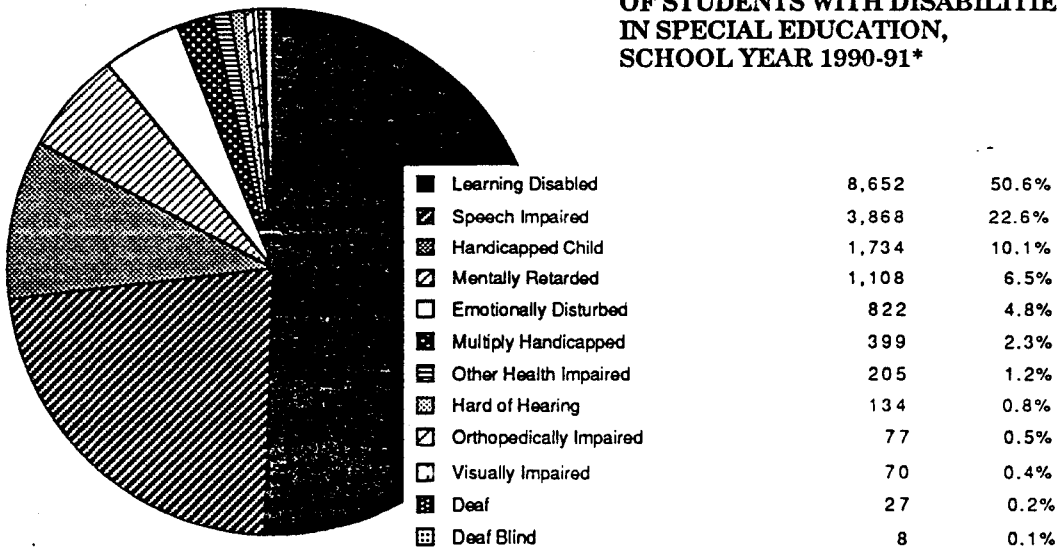 OF STUDENTS WITH DISABILITIE
IN SPECIAL EDUCATION,
SCHOOL YEAR 1990-91*
Learning Disabled 8,652 50.6%
Speech Impaired 3,868 22.6%
Handicapped Child 1,734 10.1%
Mentally Retarded 1,108 6.5%
Emotionally Disturbed 822 4.8%
Multiply Handicapped 399 2.3%
Other Health Impaired 205 1.2%
Hard of Hearing 134 0.8%
Orthopedically Impaired 77 0.5%
Visually Impaired 70 0.4%
Deaf 27 0.2%
Deaf Blind 8 0.1%